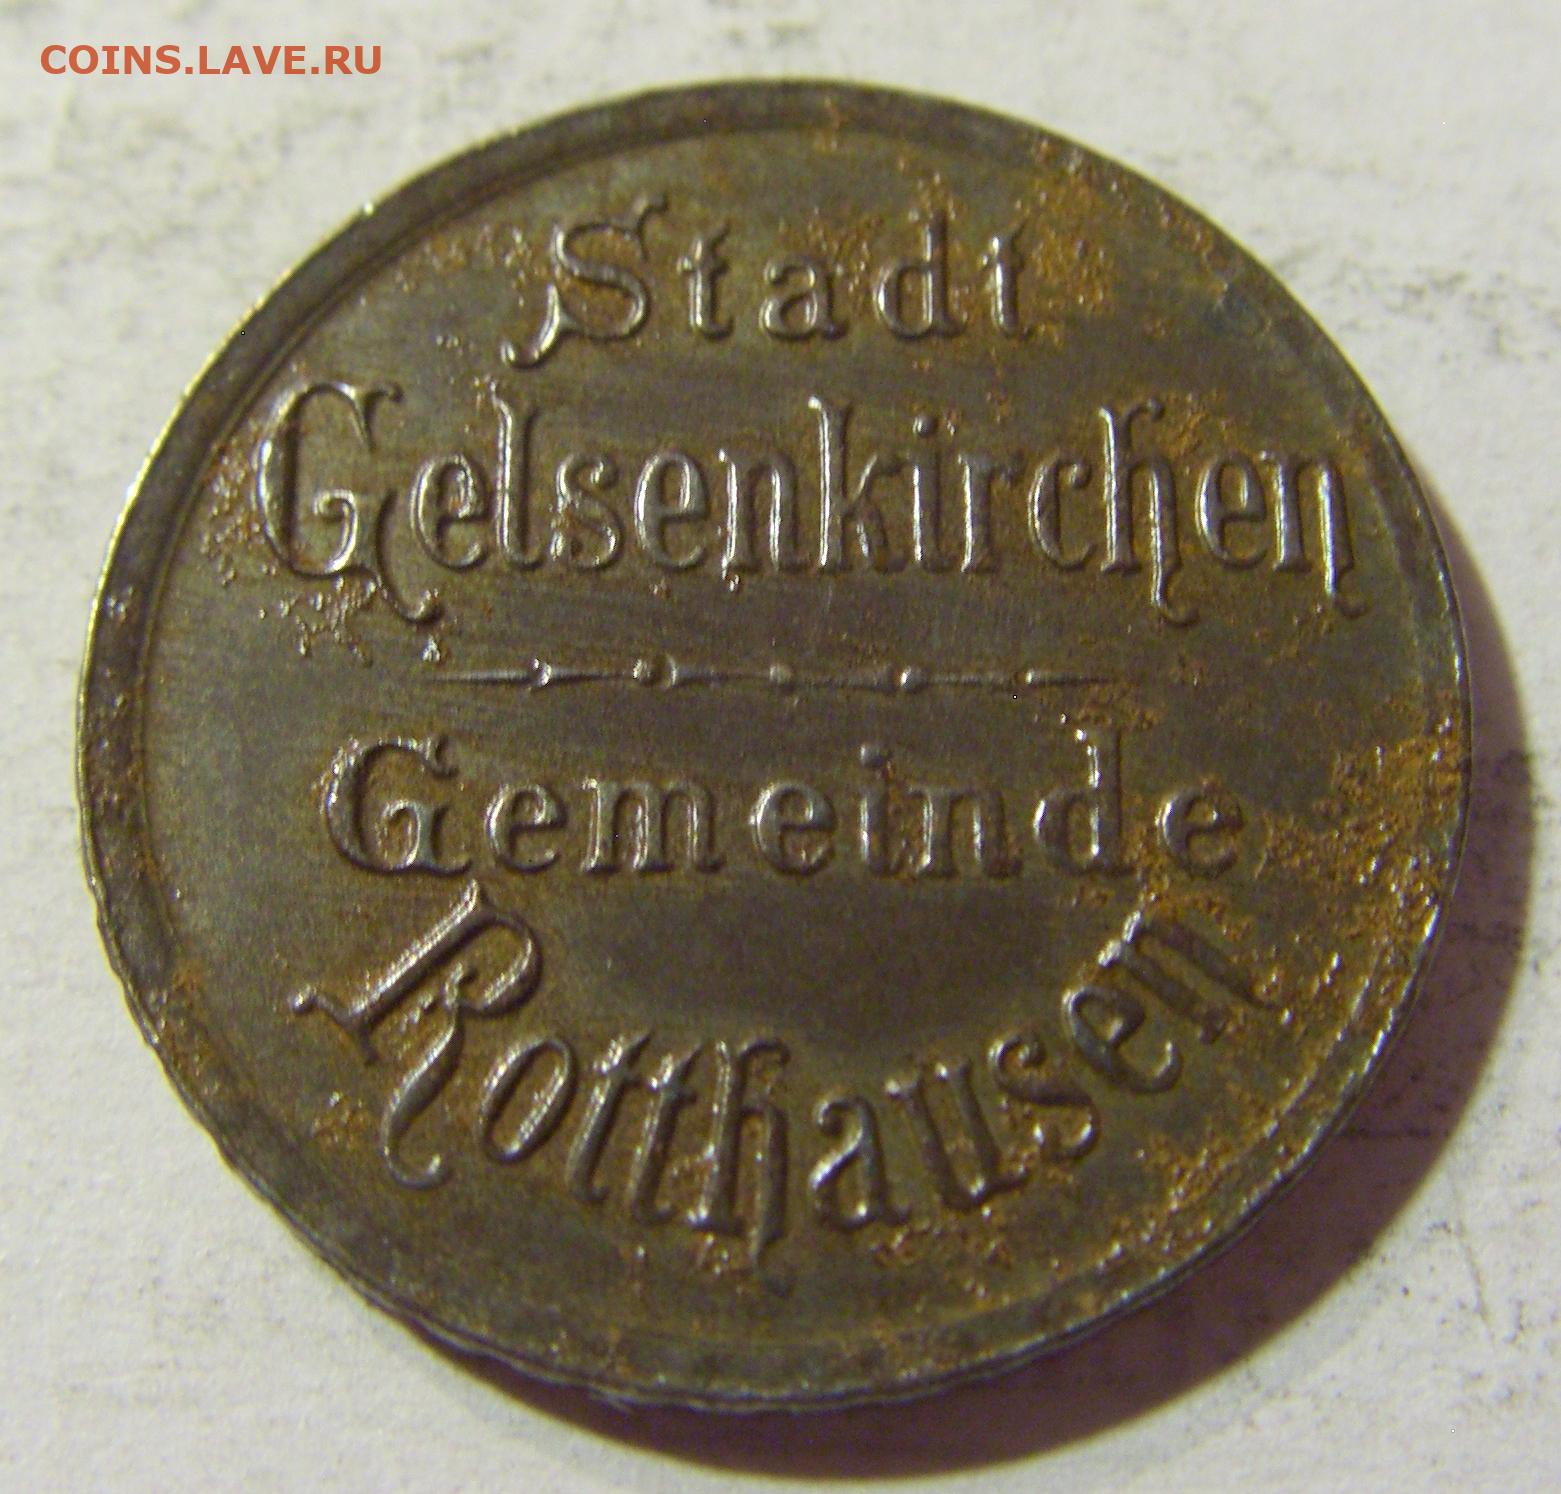 COINS.LAVE.RU
Stadt
Gelsenkirchen
Gemeinde
Rotthausen